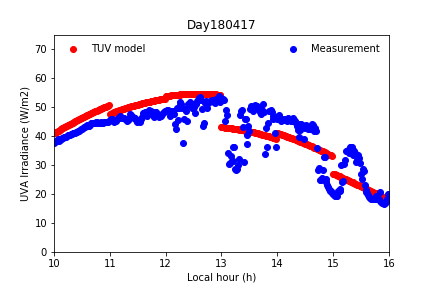 Day180417
TUV model
Measurement
UVA Irradiance (W/m2)
70
60
50
40
30
20
10
0
10 11 12 13 14 15 16
Local hour (h)